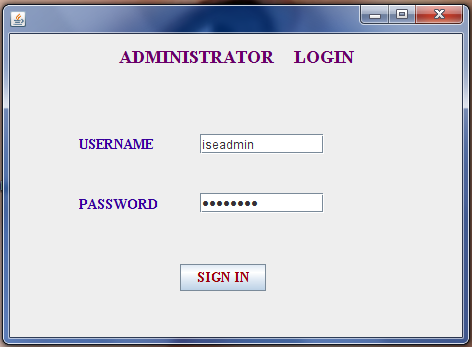 ADMINISTRATOR LOGIN
USERNAME iseadmin
PASSWORD ••••••••
SIGN IN